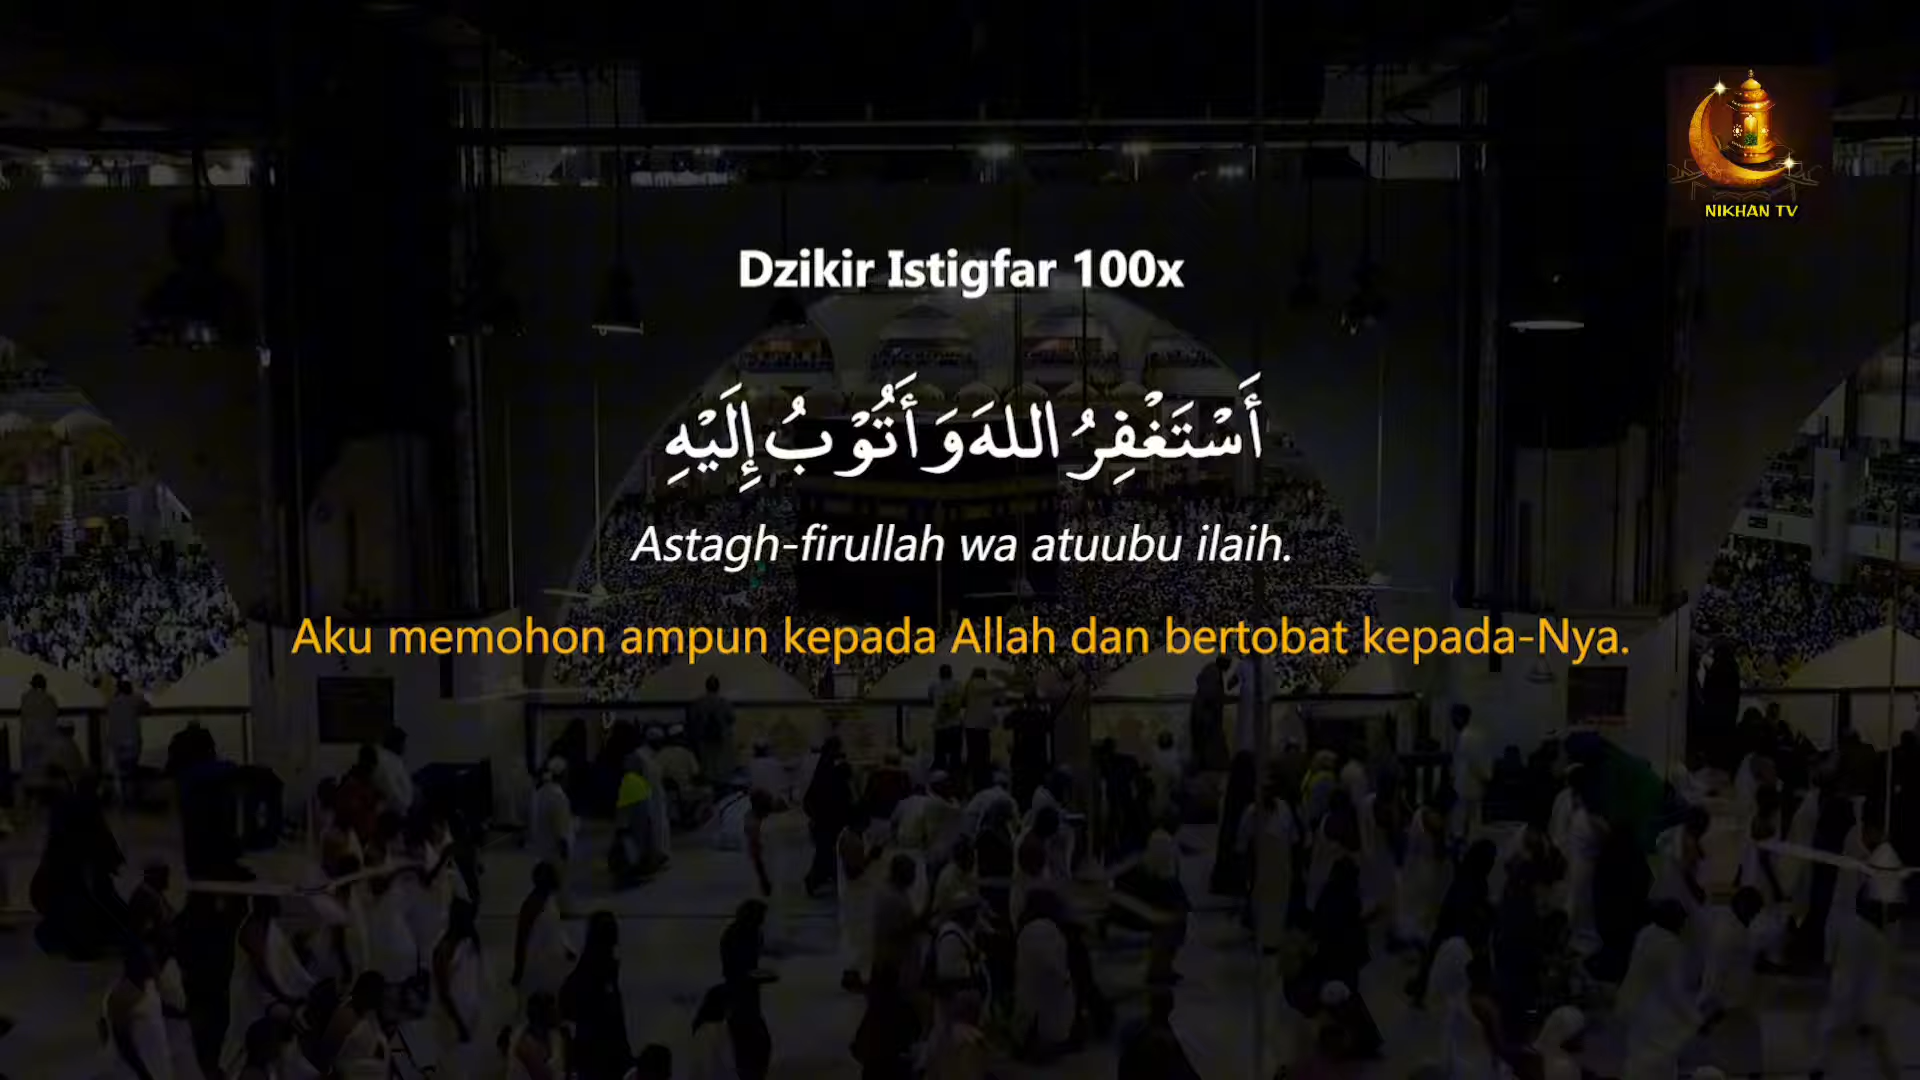 NIKHAN TV
Dzikir Istigfar 100x
أَسْتَغْفِرُ اللهَ وَأَتُوْبُ إِلَيْهِ
Astagh-firullah wa atuubu ilaih.
Aku memohon ampun kepada Allah dan bertobat kepada-Nya.